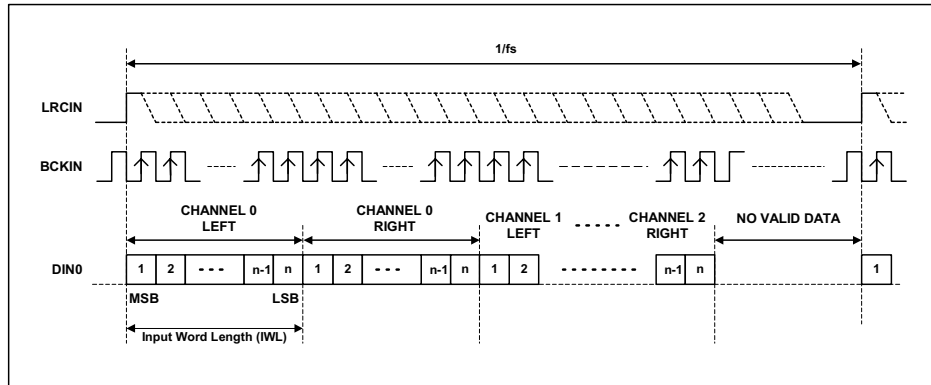 1/fs
LRCIN
BCKIN
CHANNEL 0
LEFT
CHANNEL 0
RIGHT
CHANNEL 1
LEFT
CHANNEL 2
RIGHT
NO VALID DATA
DIN0
1 2 n-1 n 1 2 n-1 n 1 2 n-1 n 1
MSB LSB
Input Word Length (IWL)